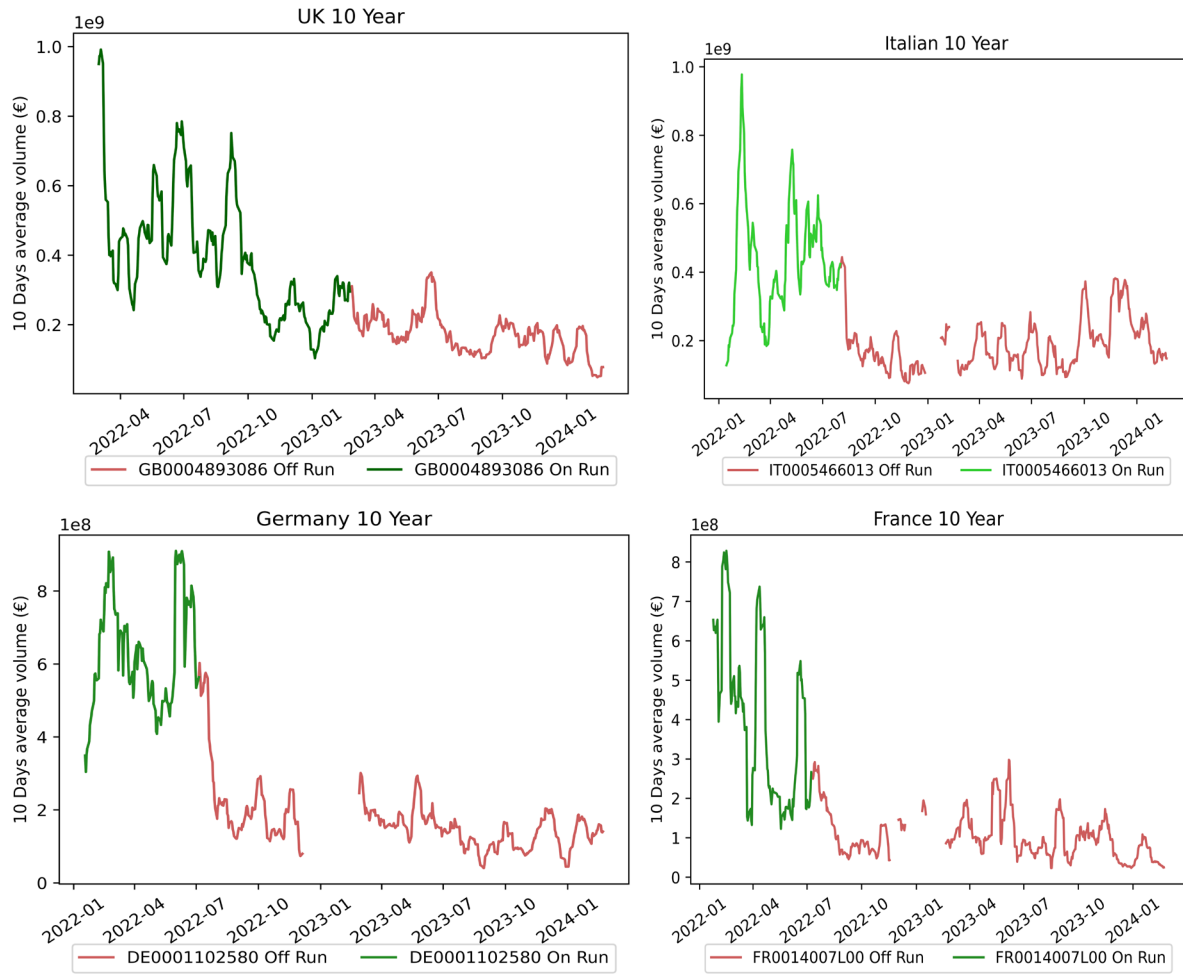 UK 10 Year
1e9
10 Days average volume (€)
1.0
0.8
0.6
0.4
0.2
2022-04
2022-07
2022-10
2023-01
2023-04
2023-07
2023-10
2024-01
GB0004893086 Off Run
GB0004893086 On Run
Italian 10 Year
1e9
10 Days average volume (€)
1.0
0.8
0.6
0.4
0.2
2022-01
2022-04
2022-07
2022-10
2023-01
2023-04
2023-07
2023-10
2024-01
IT0005466013 Off Run
IT0005466013 On Run
Germany 10 Year
1e8
10 Days average volume (€)
8
6
4
2
0
2022-01
2022-04
2022-07
2022-10
2023-01
2023-04
2023-07
2023-10
2024-01
DE0001102580 Off Run
DE0001102580 On Run
France 10 Year
1e8
10 Days average volume (€)
8
7
6
5
4
3
2
1
0
2022-01
2022-04
2022-07
2022-10
2023-01
2023-04
2023-07
2023-10
2024-01
FR0014007L00 Off Run
FR0014007L00 On Run